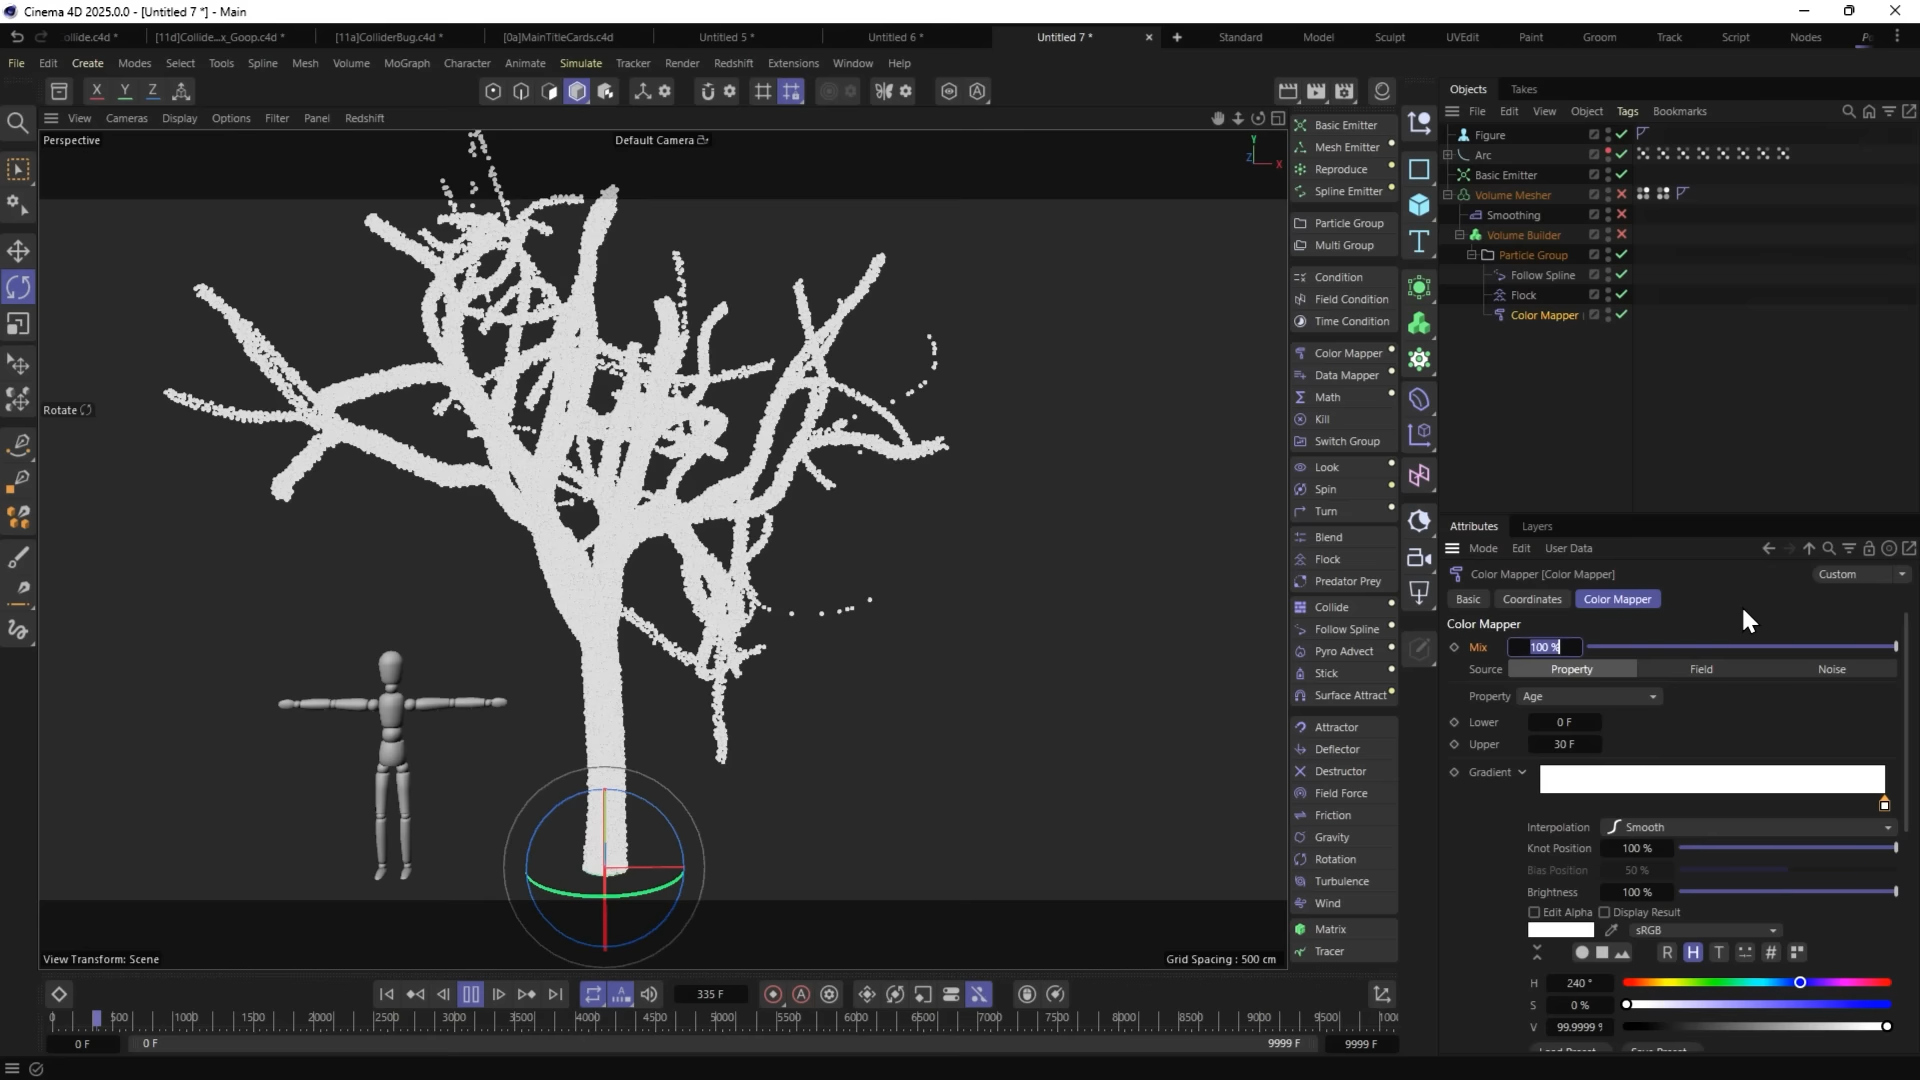 Cinema 4D 2025.0.0 - [Untitled 7 *] - Main
ollide.c4d *
[11d]Collide...x_Goop.c4d *
[11a]ColliderBug.c4d *
[0a]MainTitleCards.c4d
Untitled 5 *
Untitled 6 *
Untitled 7 *
Standard
Model
Sculpt
UVEdit
Paint
Groom
Track
Script
Nodes
File Edit Create Modes Select Tools Spline Mesh Volume MoGraph Character Animate Simulate Tracker Render Redshift Extensions Window Help
X Y Z
View Cameras Display Options Filter Panel Redshift
Perspective
Default Camera
Y
Z
X
Rotate
View Transform: Scene
Grid Spacing : 500 cm
Basic Emitter
Mesh Emitter
Reproduce
Spline Emitter
Particle Group
Multi Group
Condition
Field Condition
Time Condition
Color Mapper
Data Mapper
Math
Kill
Switch Group
Look
Spin
Turn
Blend
Flock
Predator Prey
Collide
Follow Spline
Pyro Advect
Stick
Surface Attract
Attractor
Deflector
Destructor
Field Force
Friction
Gravity
Rotation
Turbulence
Wind
Matrix
Tracer
Objects Takes
File Edit View Object Tags Bookmarks
Figure
Arc
Basic Emitter
Volume Mesher
Smoothing
Volume Builder
Particle Group
Follow Spline
Flock
Color Mapper
Attributes Layers
Mode Edit User Data
Color Mapper [Color Mapper]
Custom
Basic Coordinates Color Mapper
Color Mapper
Mix 100 %
Source Property Field Noise
Property Age
Lower 0 F
Upper 30 F
Gradient
Interpolation Smooth
Knot Position 100 %
Bias Position 50 %
Brightness 100 %
Edit Alpha Display Result
sRGB
R H T #
H 240 °
S 0 %
V 99.9999 %
335 F
0 500 1000 1500 2000 2500 3000 3500 4000 4500 5000 5500 6000 6500 7000 7500 8000 8500 9000 9500 1000
0 F 0 F 9999 F 9999 F